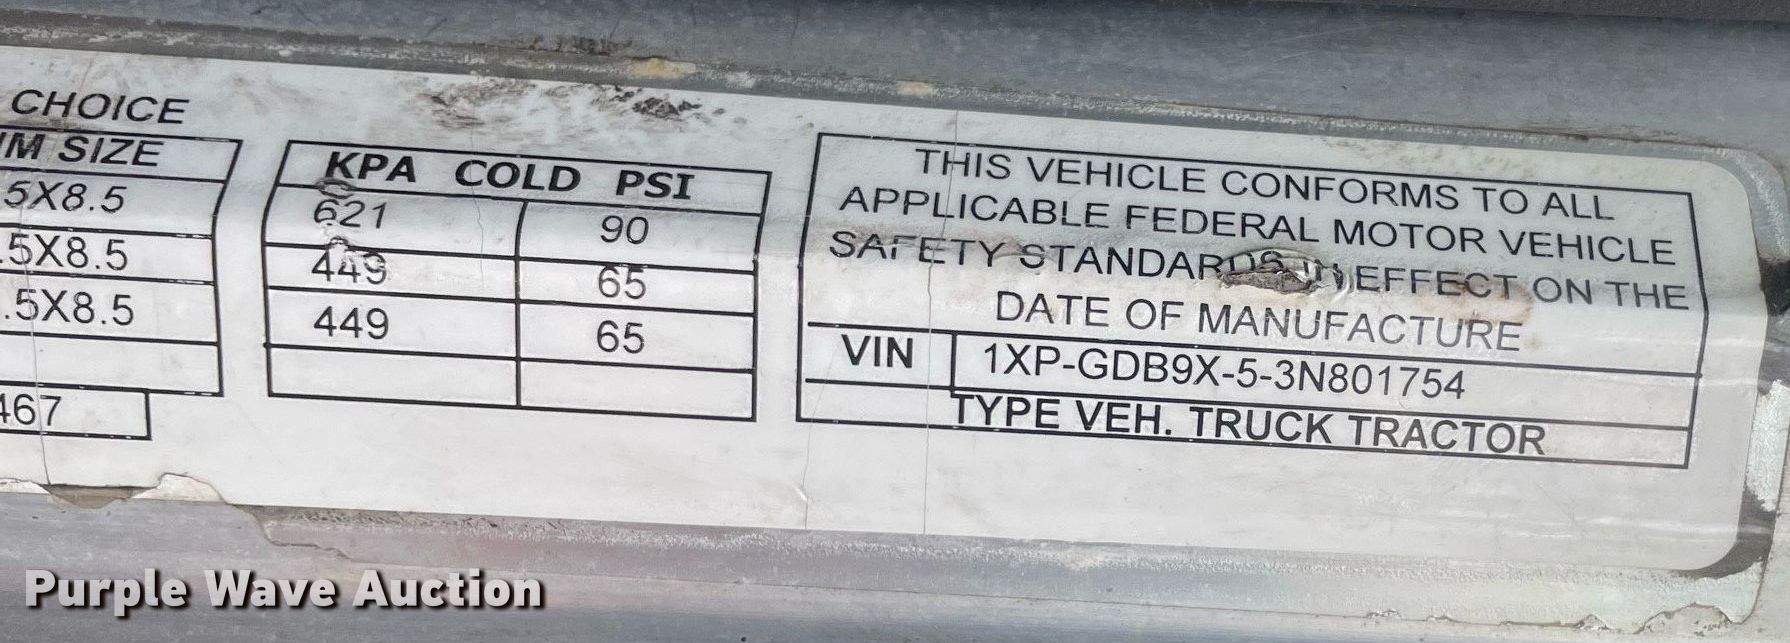 CHOICE
IM SIZE
5X8.5
.5X8.5
.5X8.5
467
KPA COLD PSI
621 90
449 65
449 65
THIS VEHICLE CONFORMS TO ALL
APPLICABLE FEDERAL MOTOR VEHICLE
SAFETY STANDARDS IN EFFECT ON THE
DATE OF MANUFACTURE
VIN 1XP-GDB9X-5-3N801754
TYPE VEH. TRUCK TRACTOR
Purple Wave Auction